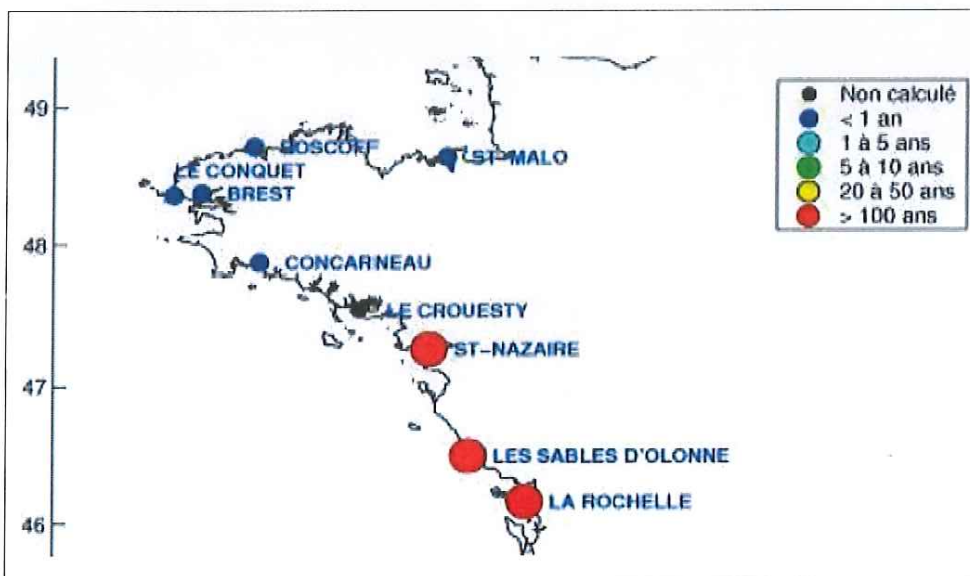 49
48
47
46
ROSCOFF
ST-MALO
LE CONQUET
BREST
CONCARNEAU
LE CROUESTY
ST-NAZAIRE
LES SABLES D'OLONNE
LA ROCHELLE
Non calculé
< 1 an
1 à 5 ans
5 à 10 ans
20 à 50 ans
> 100 ans